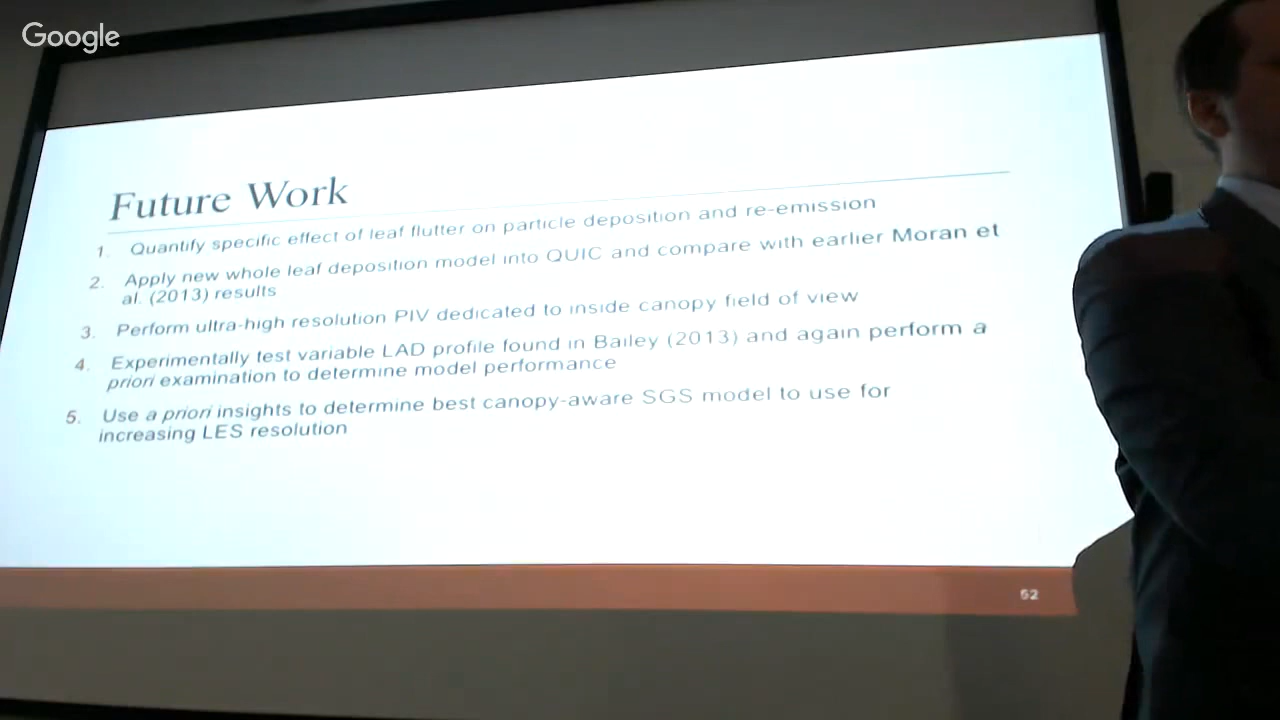 Google
Future Work
1. Quantify specific effect of leaf flutter on particle deposition and re-emission
2. Apply new whole leaf deposition model into QUIC and compare with earlier Moran et
al. (2013) results
3. Perform ultra-high resolution PIV dedicated to inside canopy field of view
4. Experimentally test variable LAD profile found in Bailey (2013) and again perform a
priori examination to determine model performance
5. Use a priori insights to determine best canopy-aware SGS model to use for
increasing LES resolution
52